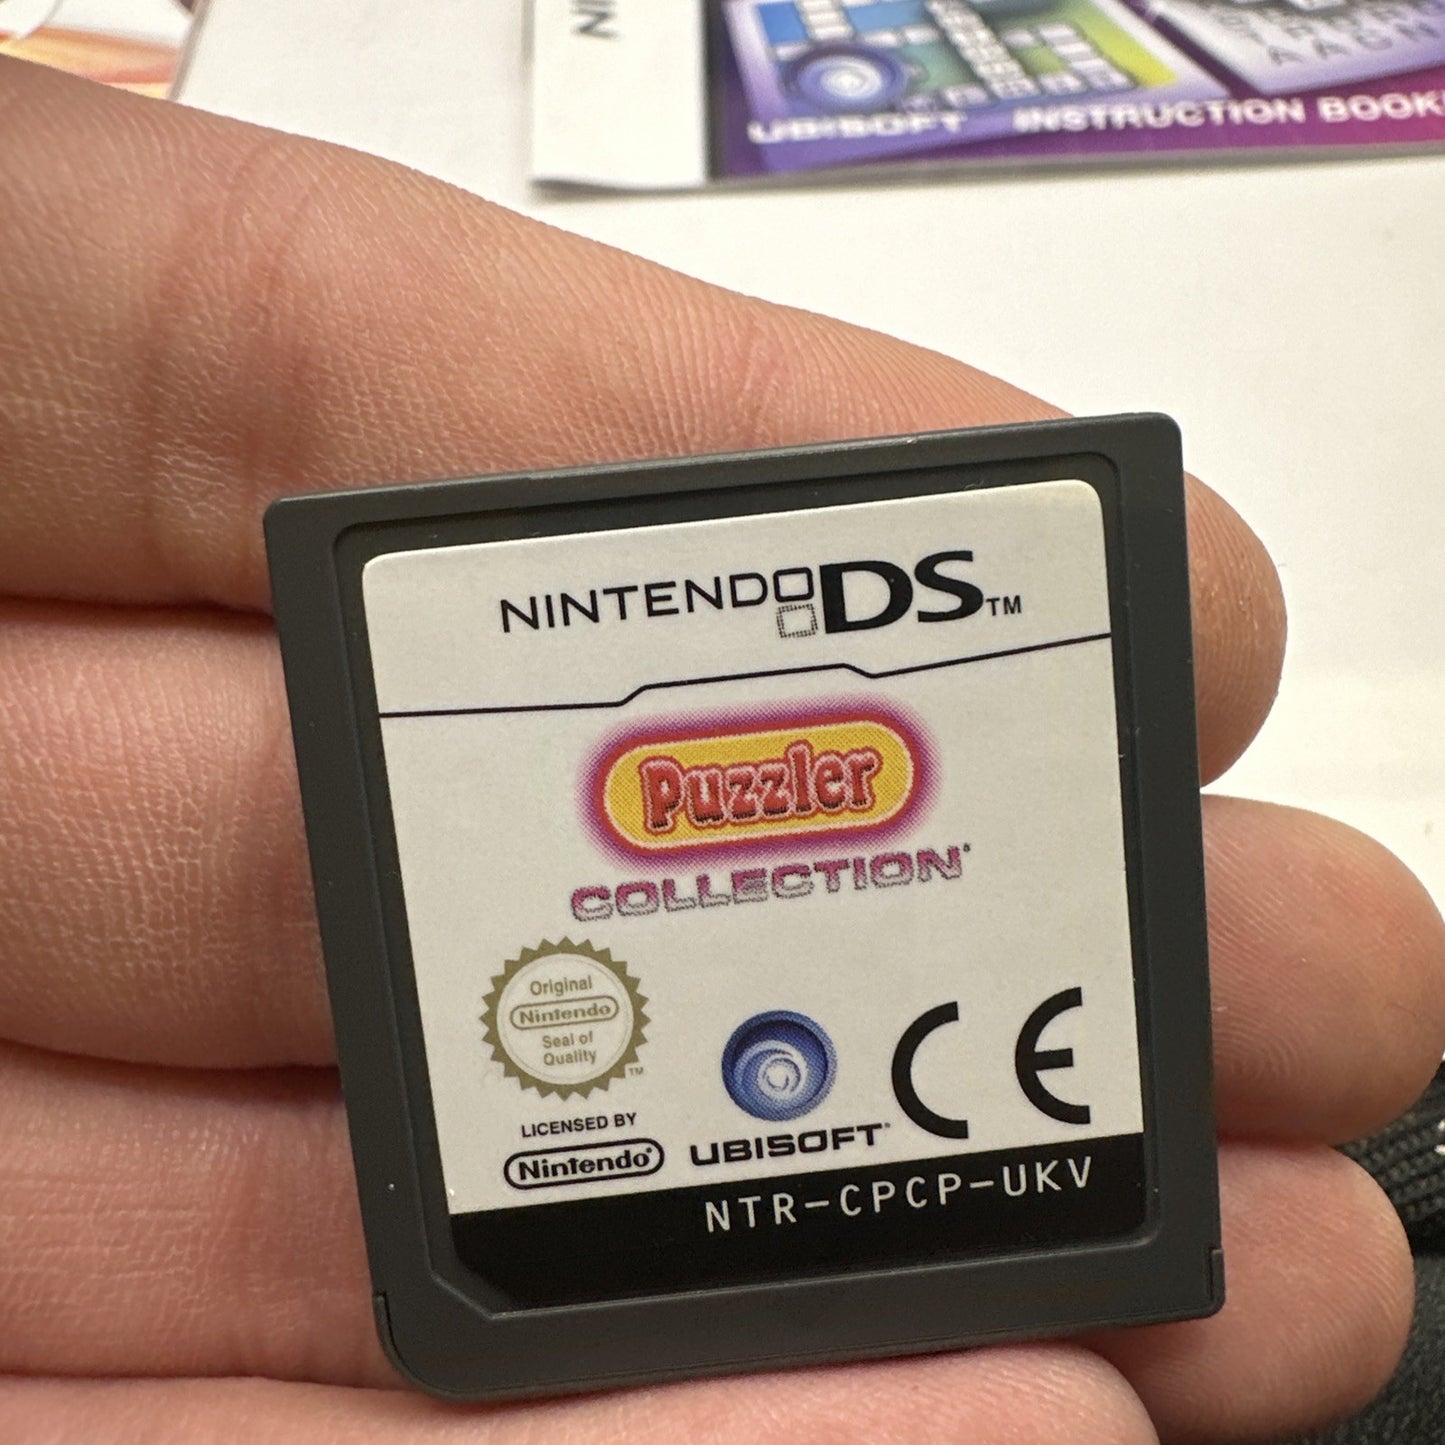 UBISOFT INSTRUCTION BOOK
NINTENDO DS™
Puzzler
COLLECTION
Original
Nintendo
Seal of
Quality
™
LICENSED BY
Nintendo
UBISOFT
CE
NTR-CPCP-UKV